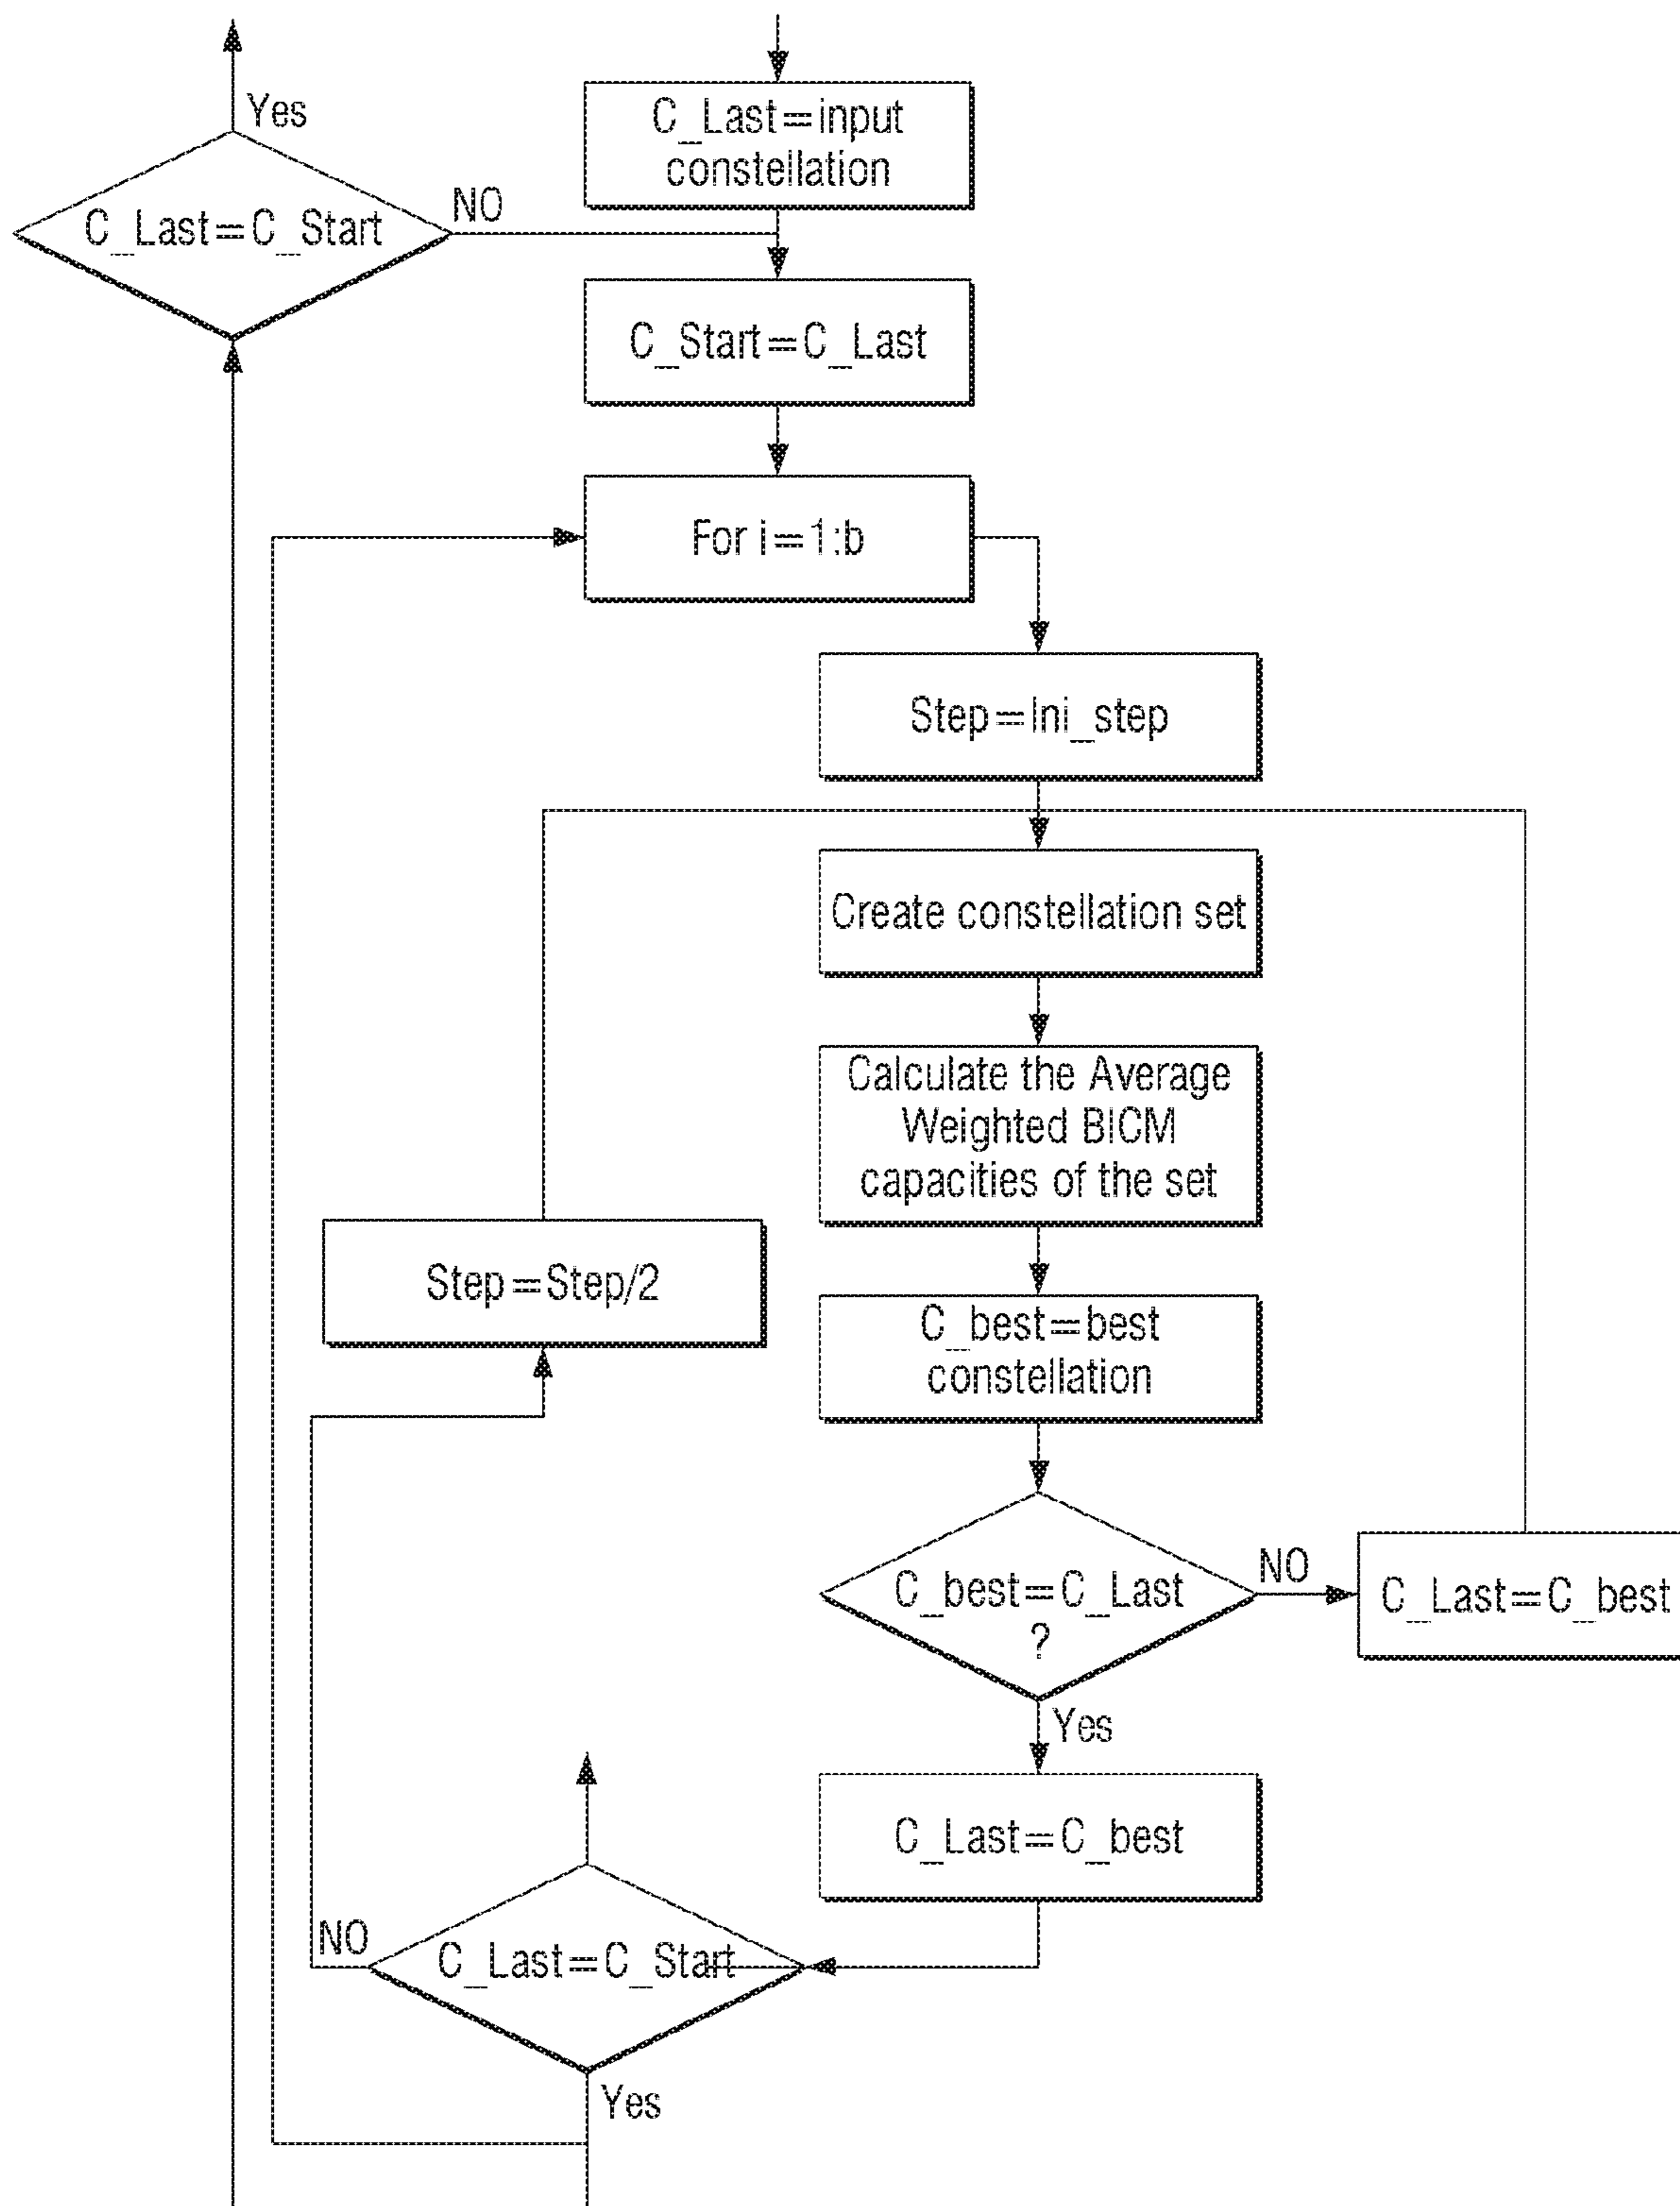 Yes
C_Last=input
constellation
NO
C_Last=C_Start
C_Start=C_Last
For i=1:b
Step=Ini_step
Create constellation set
Calculate the Average
Weighted BICM
capacities of the set
Step=Step/2
C_best=best
constellation
C_best=C_Last
?
NO
C_Last=C_best
Yes
C_Last=C_best
NO
C_Last=C_Start
Yes